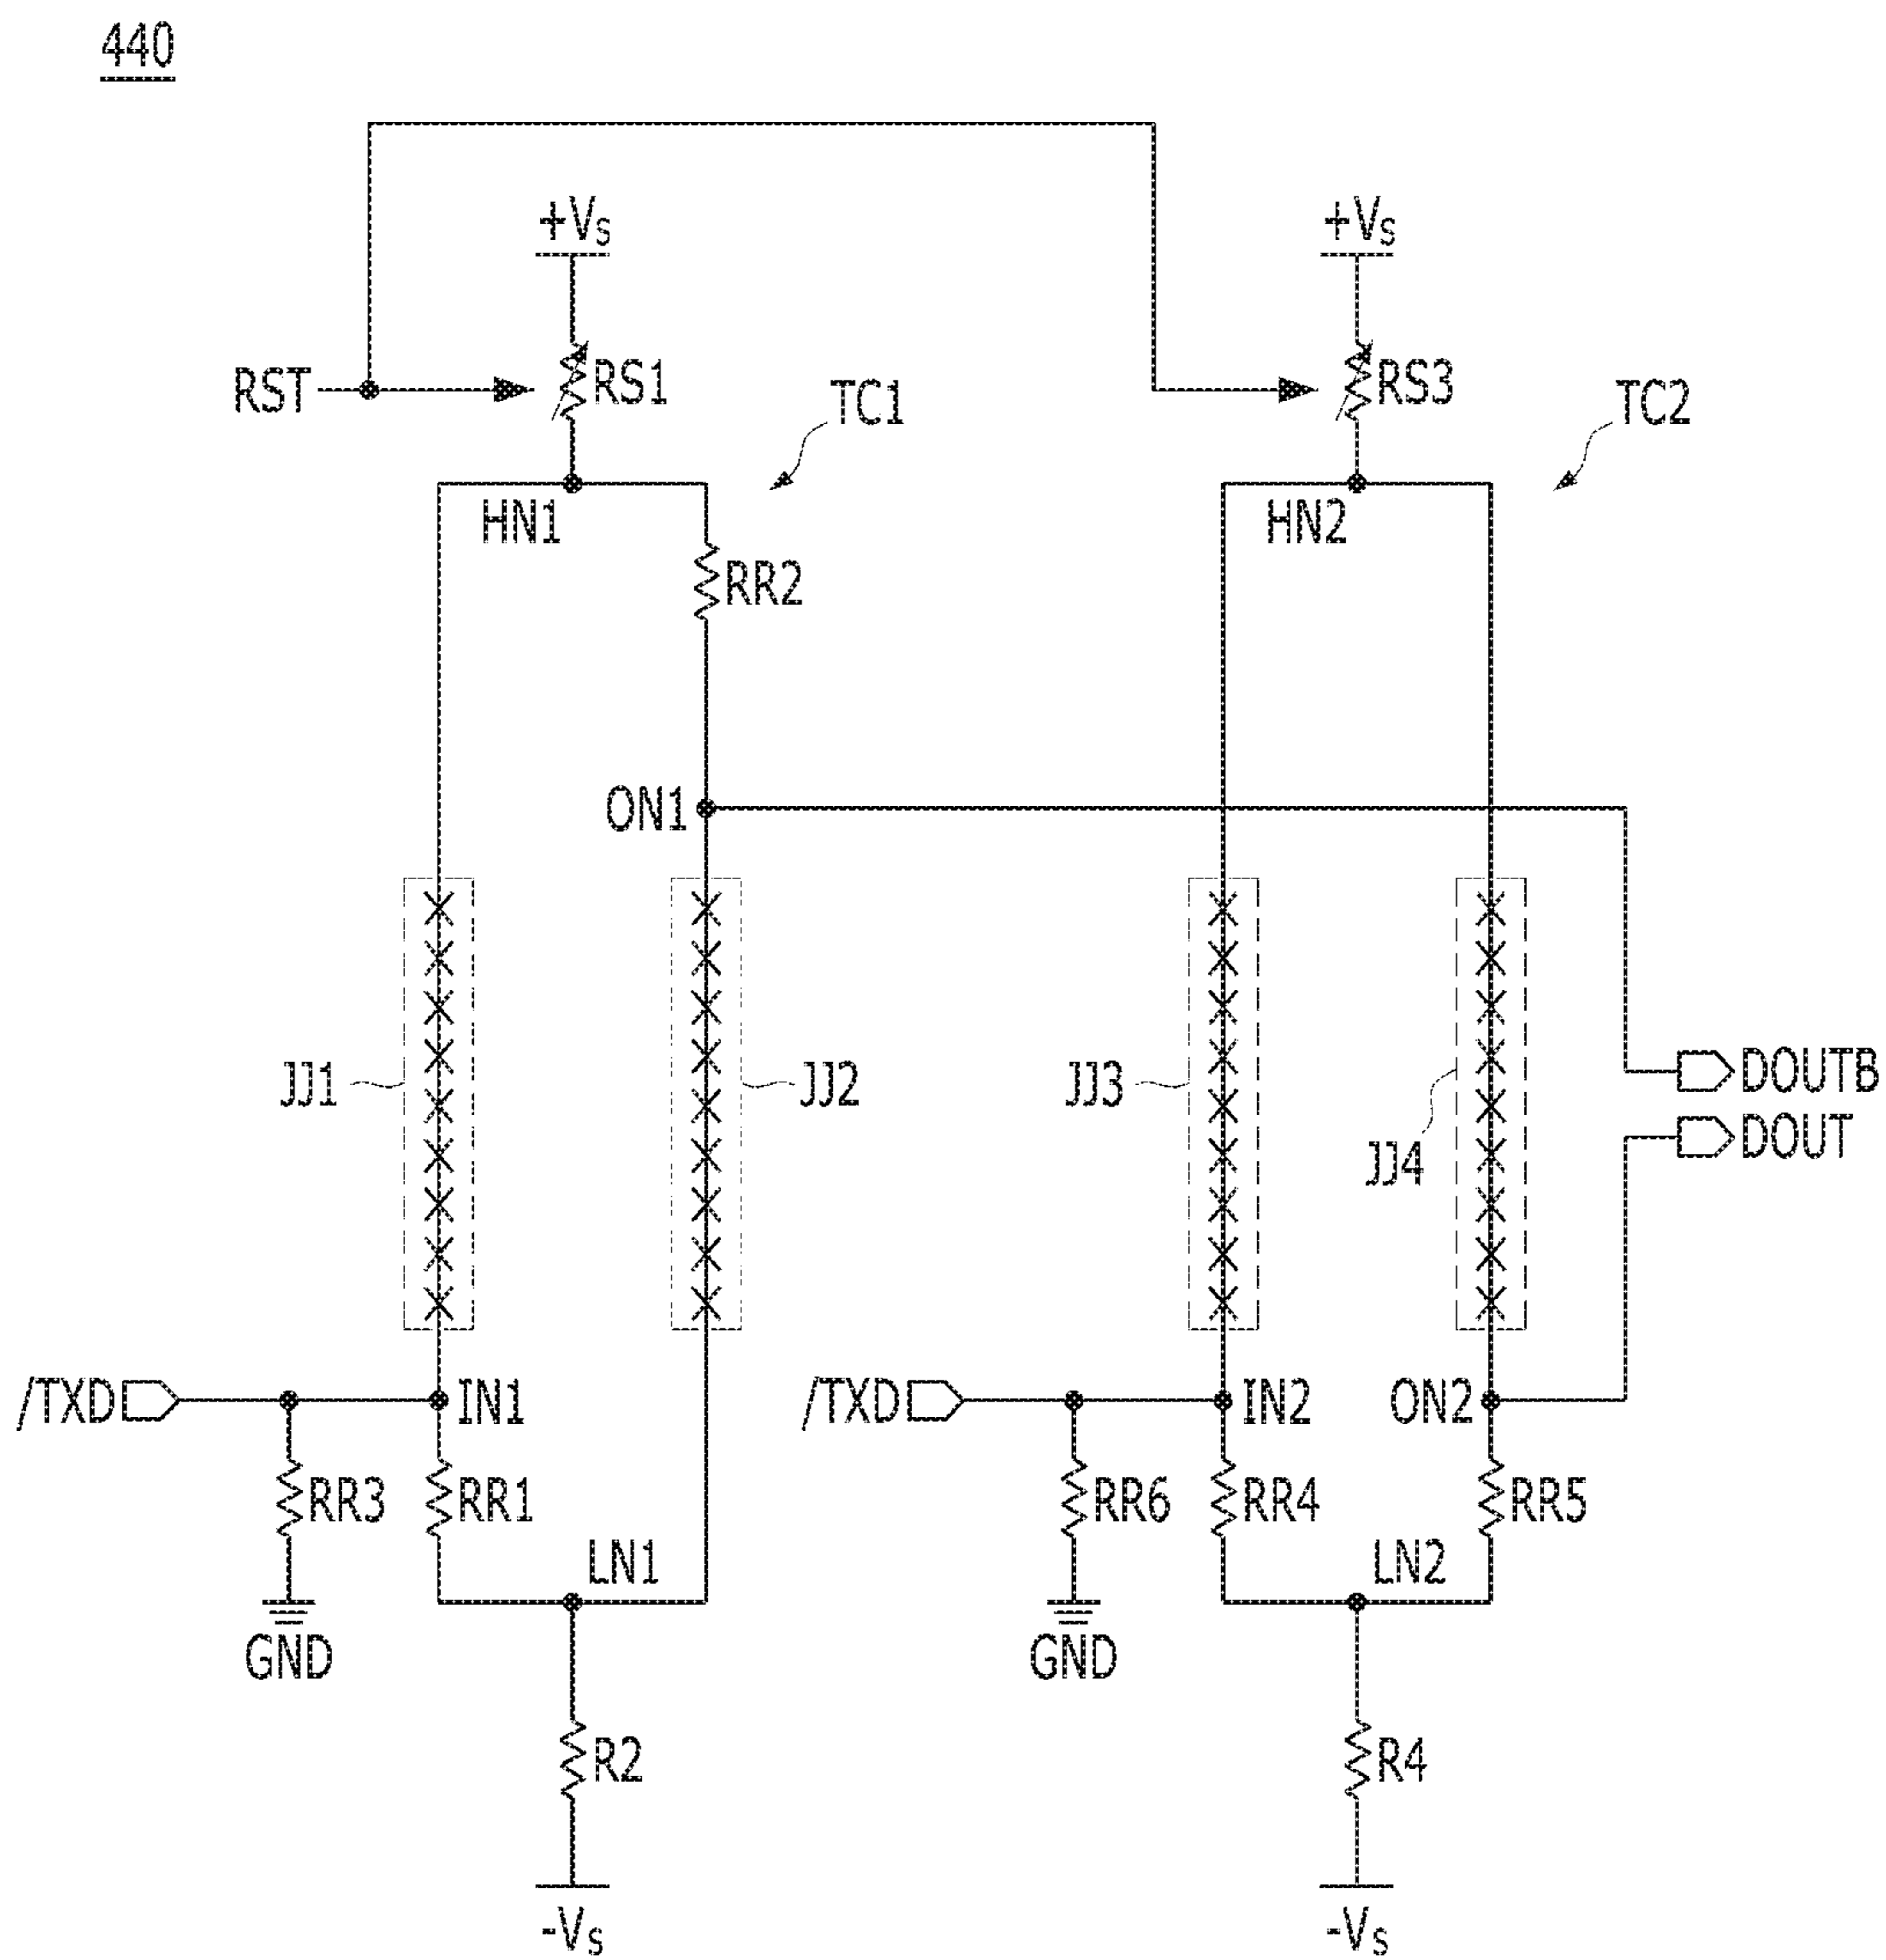 440
+VS
+VS
RST
RS1
TC1
RS3
TC2
HN1
HN2
RR2
ON1
JJ1
JJ2
JJ3
JJ4
DOUTB
DOUT
/TXD
IN1
/TXD
IN2
ON2
RR3
RR1
RR6
RR4
RR5
LN1
LN2
GND
GND
R2
R4
-VS
-VS